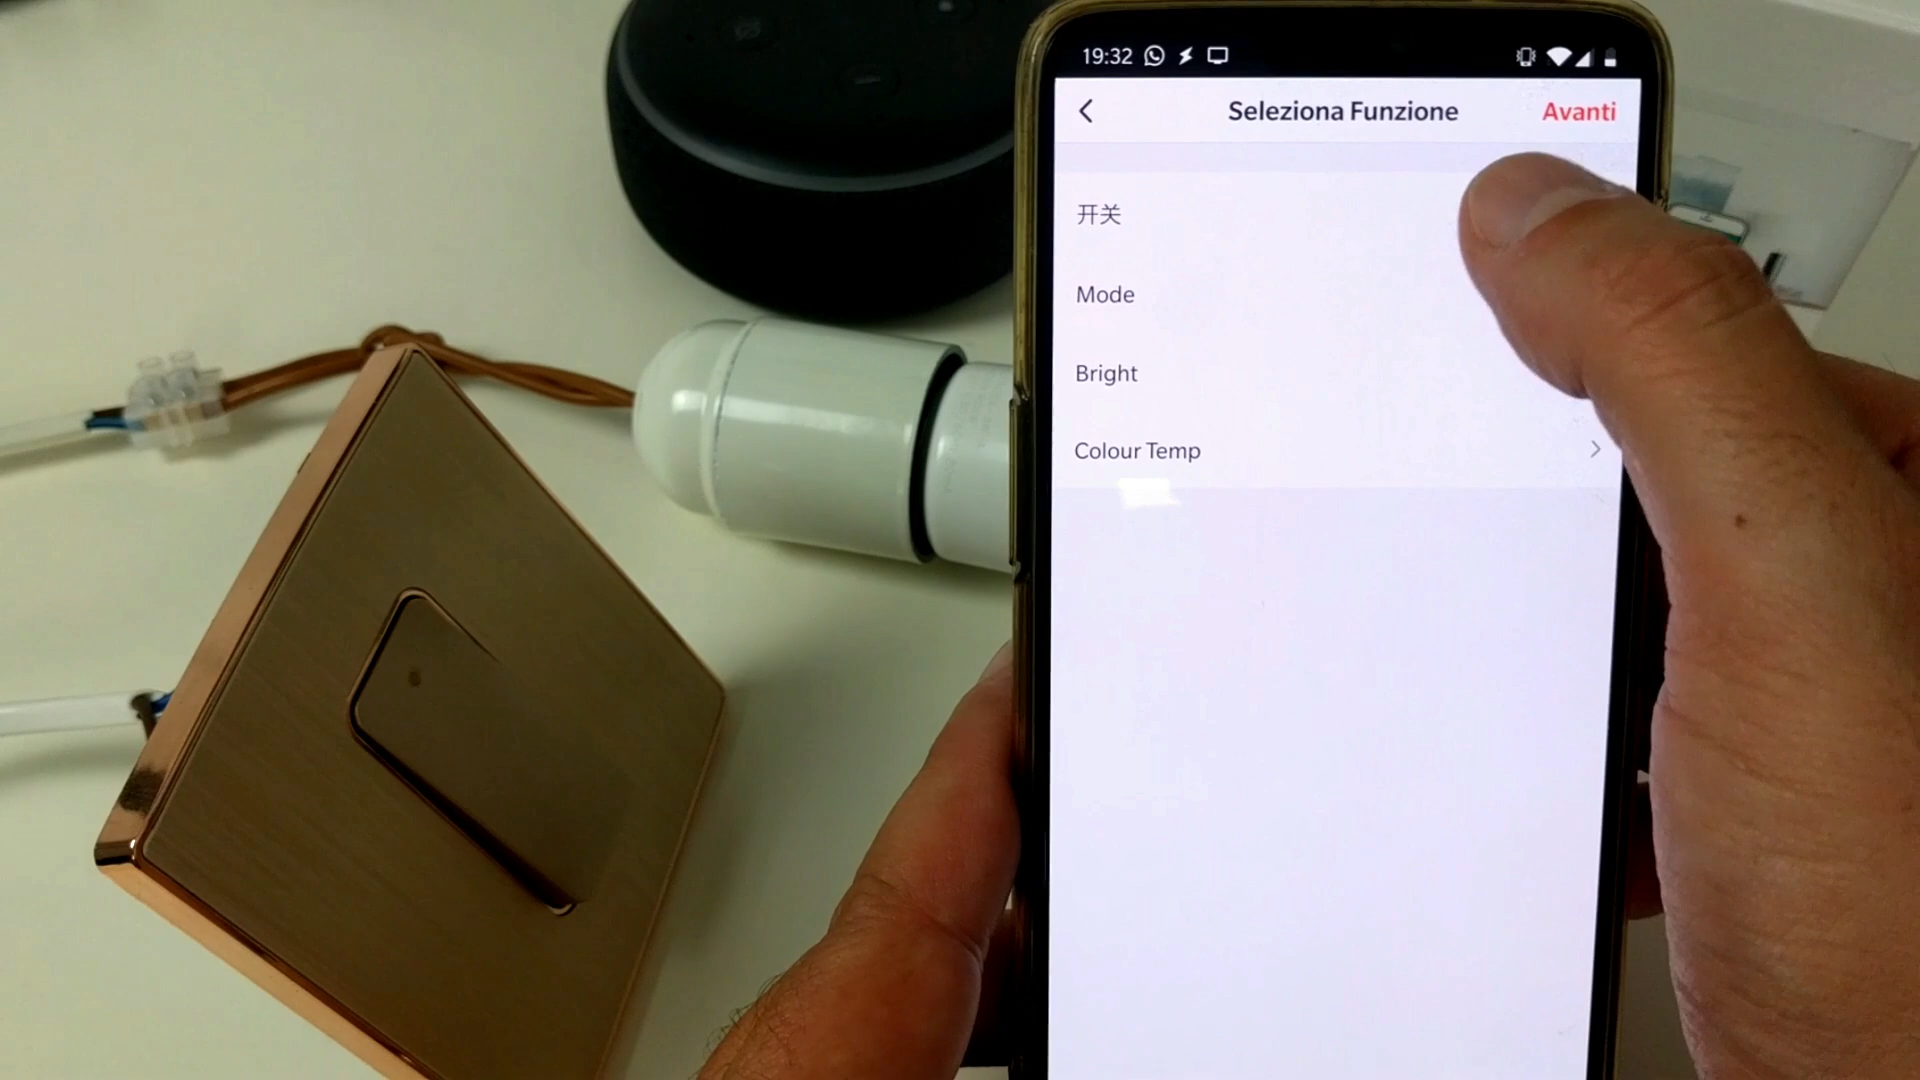 19:32
Seleziona Funzione
Avanti
开关
Mode
Bright
Colour Temp